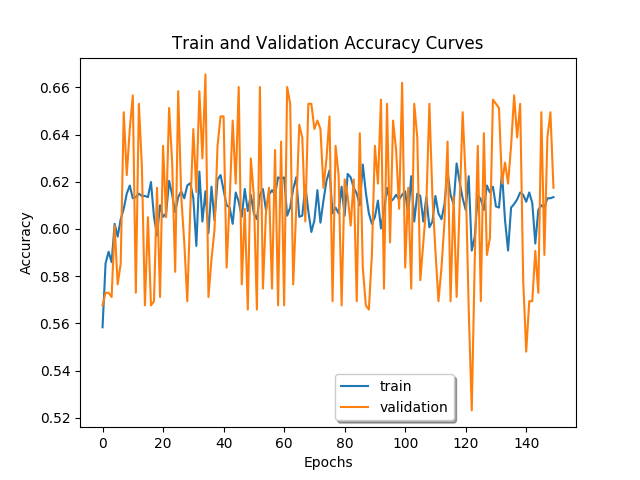 Train and Validation Accuracy Curves
0.66
0.64
0.62
0.60
0.58
0.56
0.54
0.52
Accuracy
train
validation
0 20 40 60 80 100 120 140
Epochs